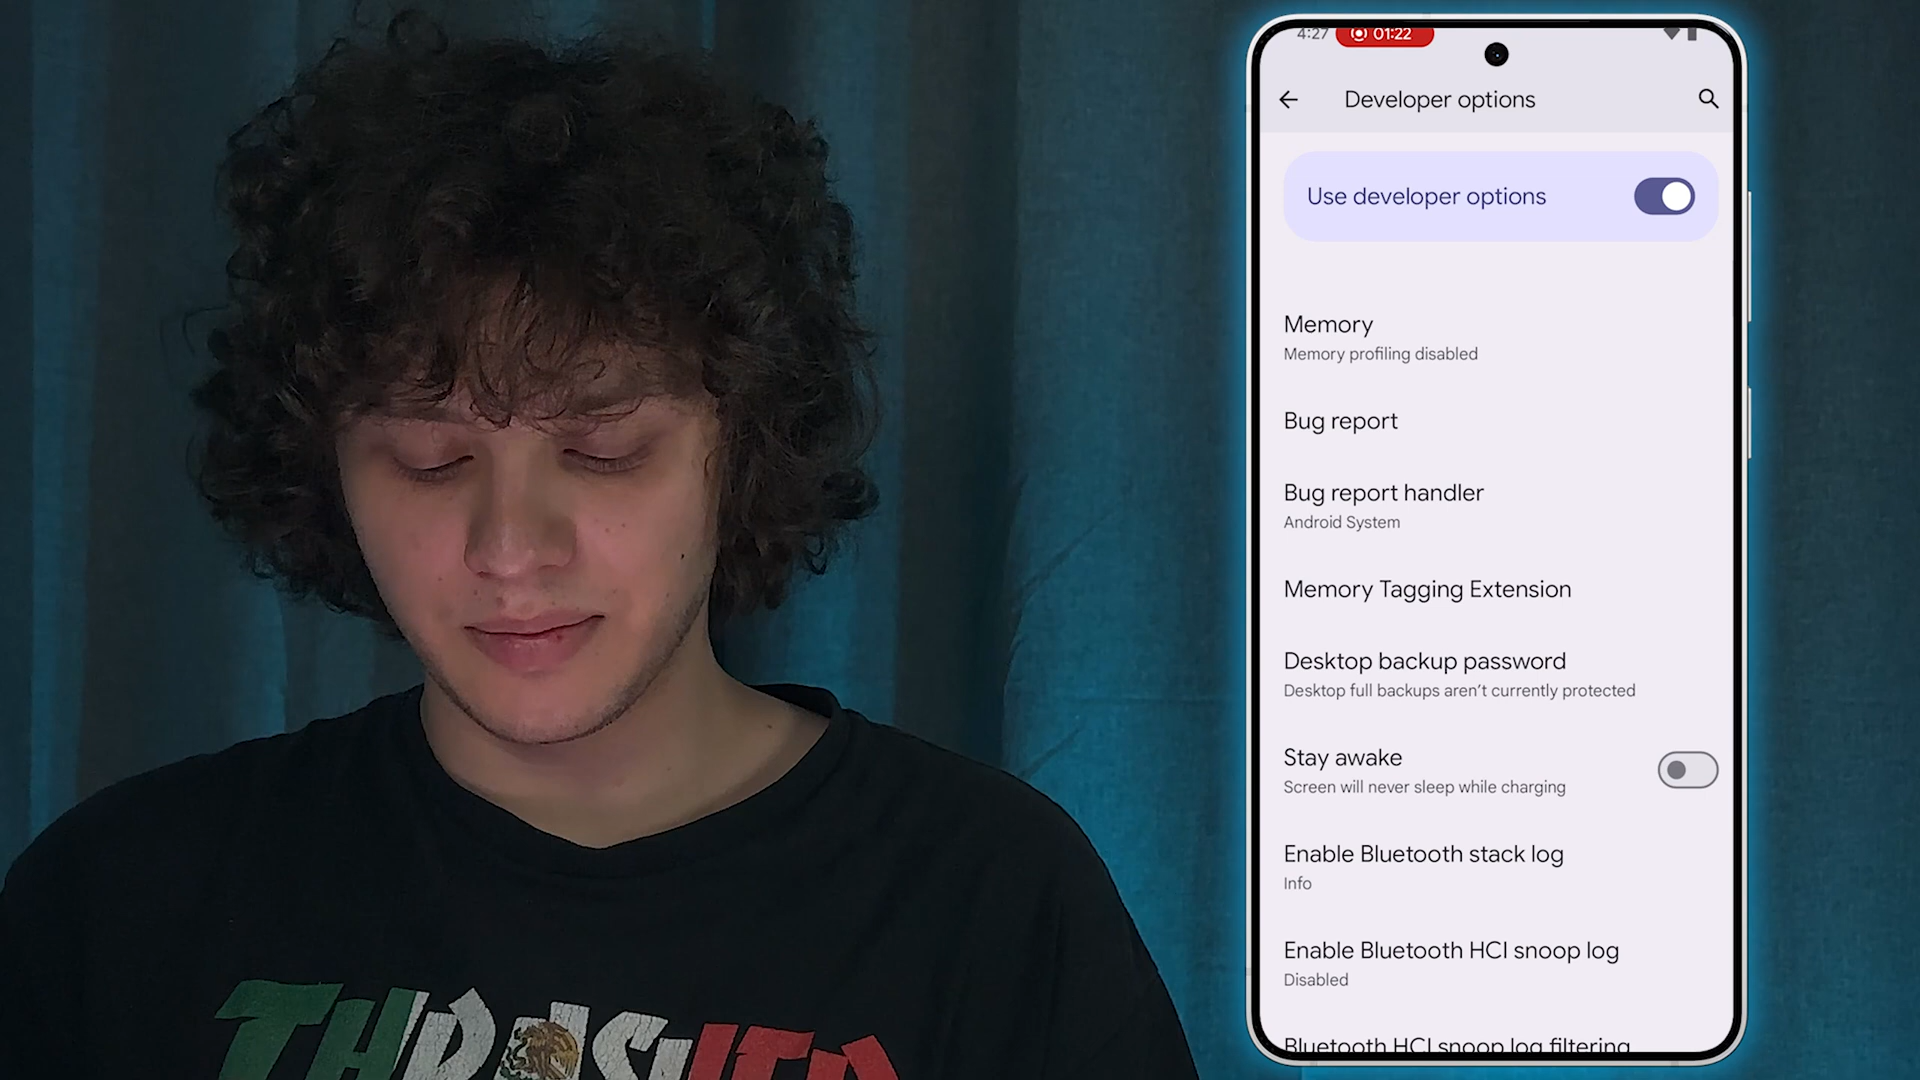 4:27 01:22
Developer options
Use developer options
Memory
Memory profiling disabled
Bug report
Bug report handler
Android System
Memory Tagging Extension
Desktop backup password
Desktop full backups aren’t currently protected
Stay awake
Screen will never sleep while charging
Enable Bluetooth stack log
Info
Enable Bluetooth HCI snoop log
Disabled
Bluetooth HCI snoop log filtering
THRASHER